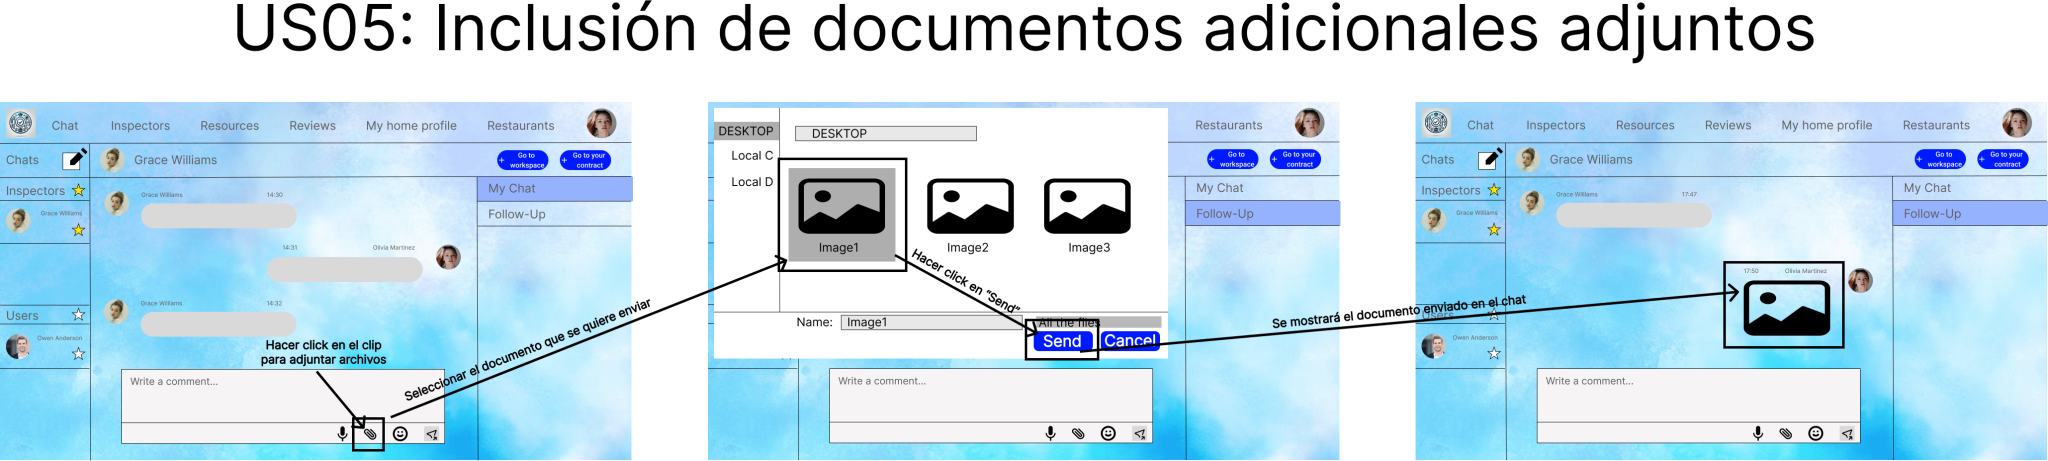 US05: Inclusión de documentos adicionales adjuntos
Chat
Inspectors
Resources
Reviews
My home profile
Restaurants
Chats
Grace Williams
+ Go to workspace
+ Go to your contract
Inspectors
Grace Williams
Users
Owen Anderson
Grace Williams 14:30
14:31 Olivia Martinez
Grace Williams 14:32
My Chat
Follow-Up
Hacer click en el clip
para adjuntar archivos
Write a comment...
Seleccionar el documento que se quiere enviar
DESKTOP
Local C
Local D
DESKTOP
Image1
Image2
Image3
Hacer click en "Send"
Name:
Image1
All the files
Send
Cancel
Restaurants
+ Go to workspace
+ Go to your contract
My Chat
Follow-Up
Write a comment...
Se mostrará el documento enviado en el chat
Chat
Inspectors
Resources
Reviews
My home profile
Restaurants
Chats
Grace Williams
+ Go to workspace
+ Go to your contract
Inspectors
Grace Williams
Users
Owen Anderson
Grace Williams 17:47
17:50 Olivia Martinez
My Chat
Follow-Up
Write a comment...